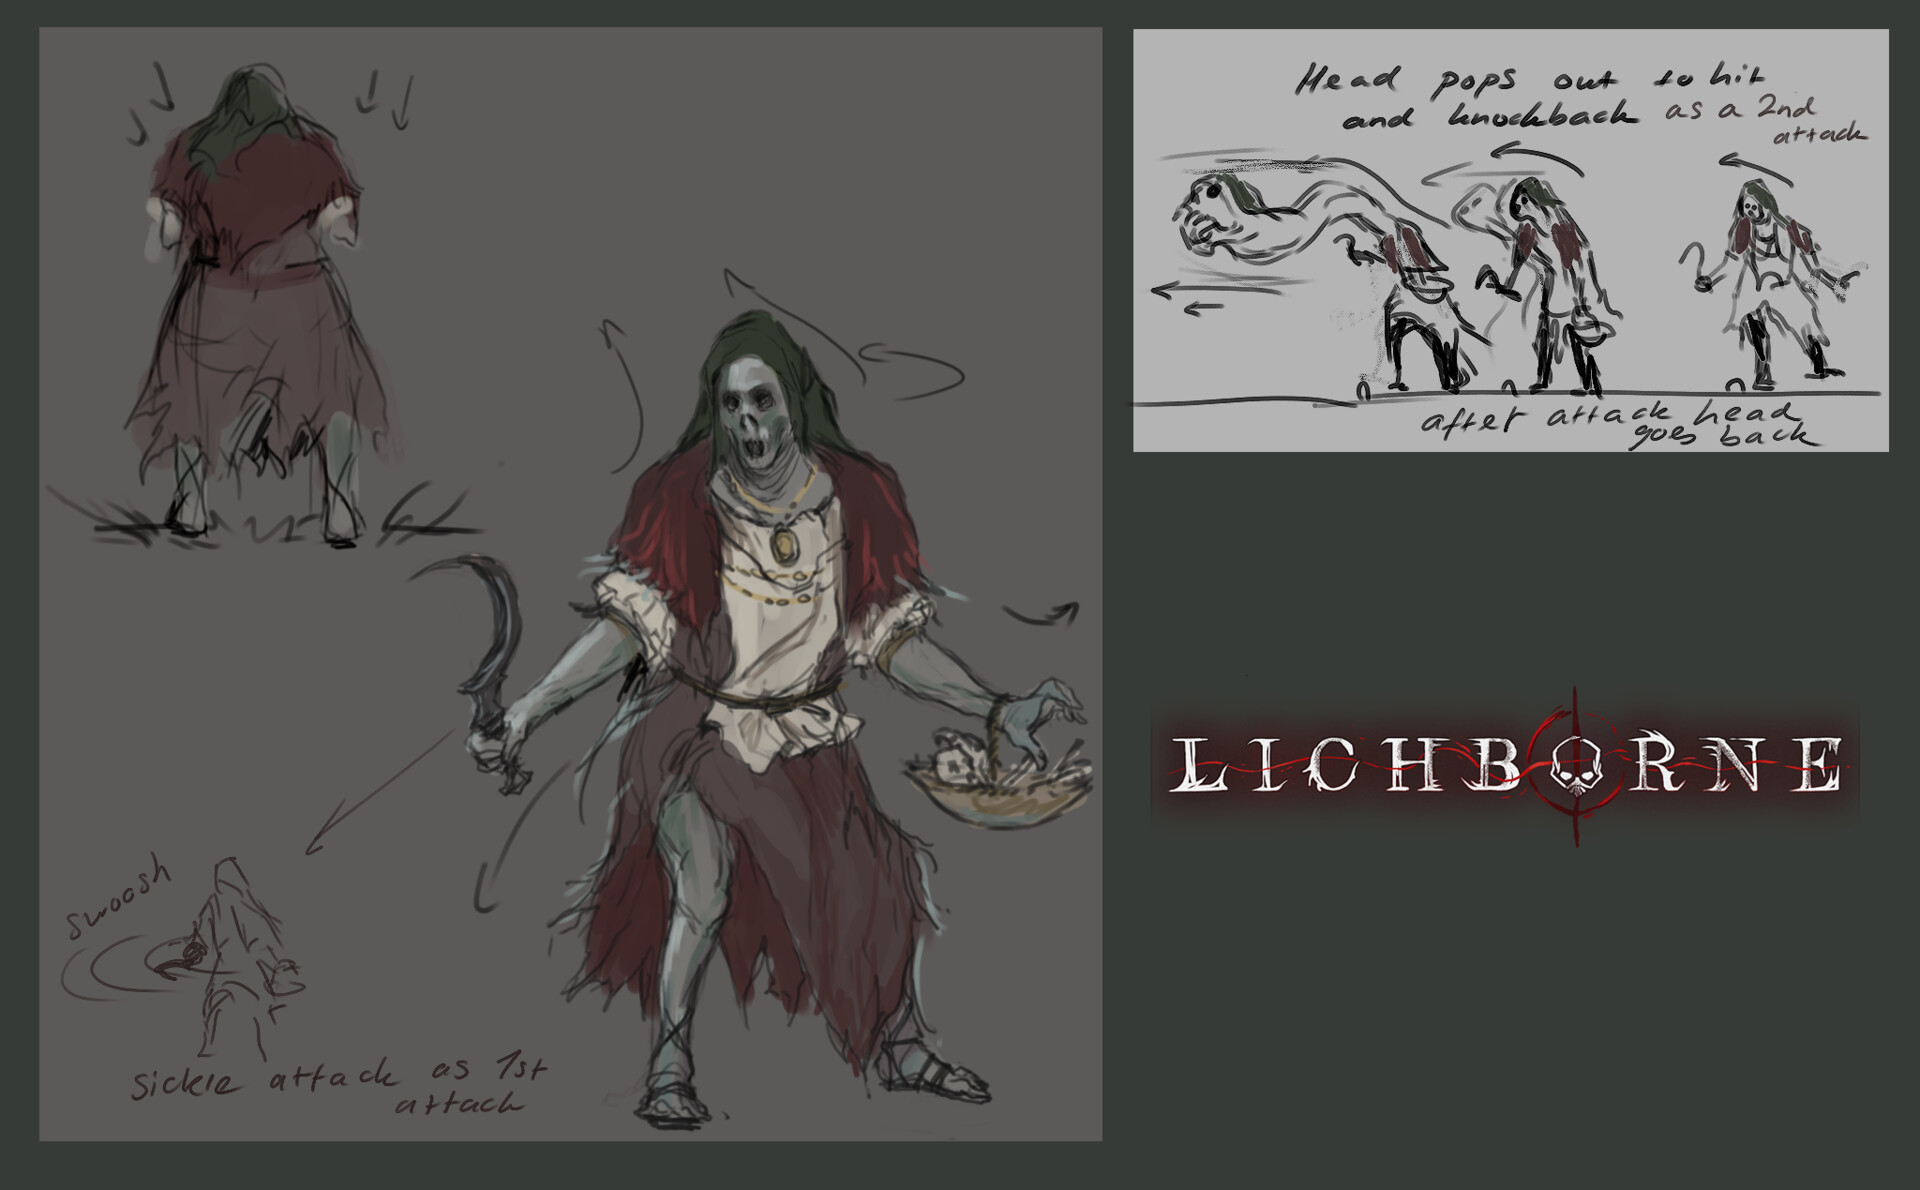 Head pops out to hit
and knockback as a 2nd
attack
after attack head
goes back
LICHBORNE
swoosh
Sickle attack as 1st
attack